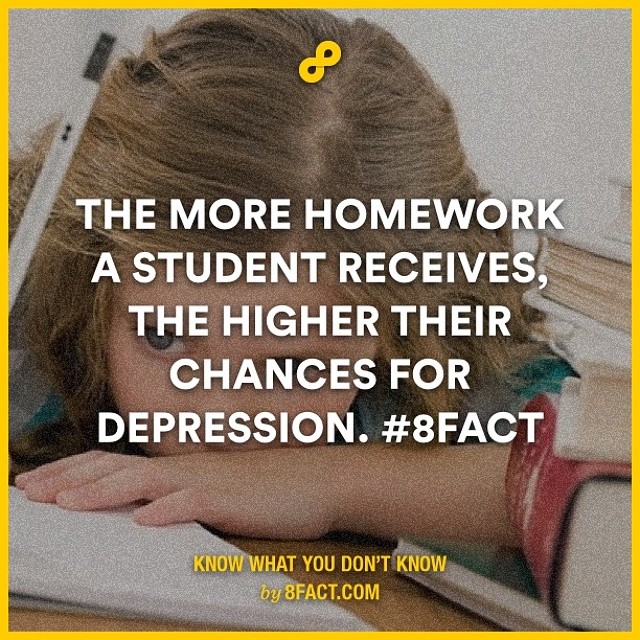 THE MORE HOMEWORK
A STUDENT RECEIVES,
THE HIGHER THEIR
CHANCES FOR
DEPRESSION. #8FACT
KNOW WHAT YOU DON'T KNOW
by 8FACT.COM